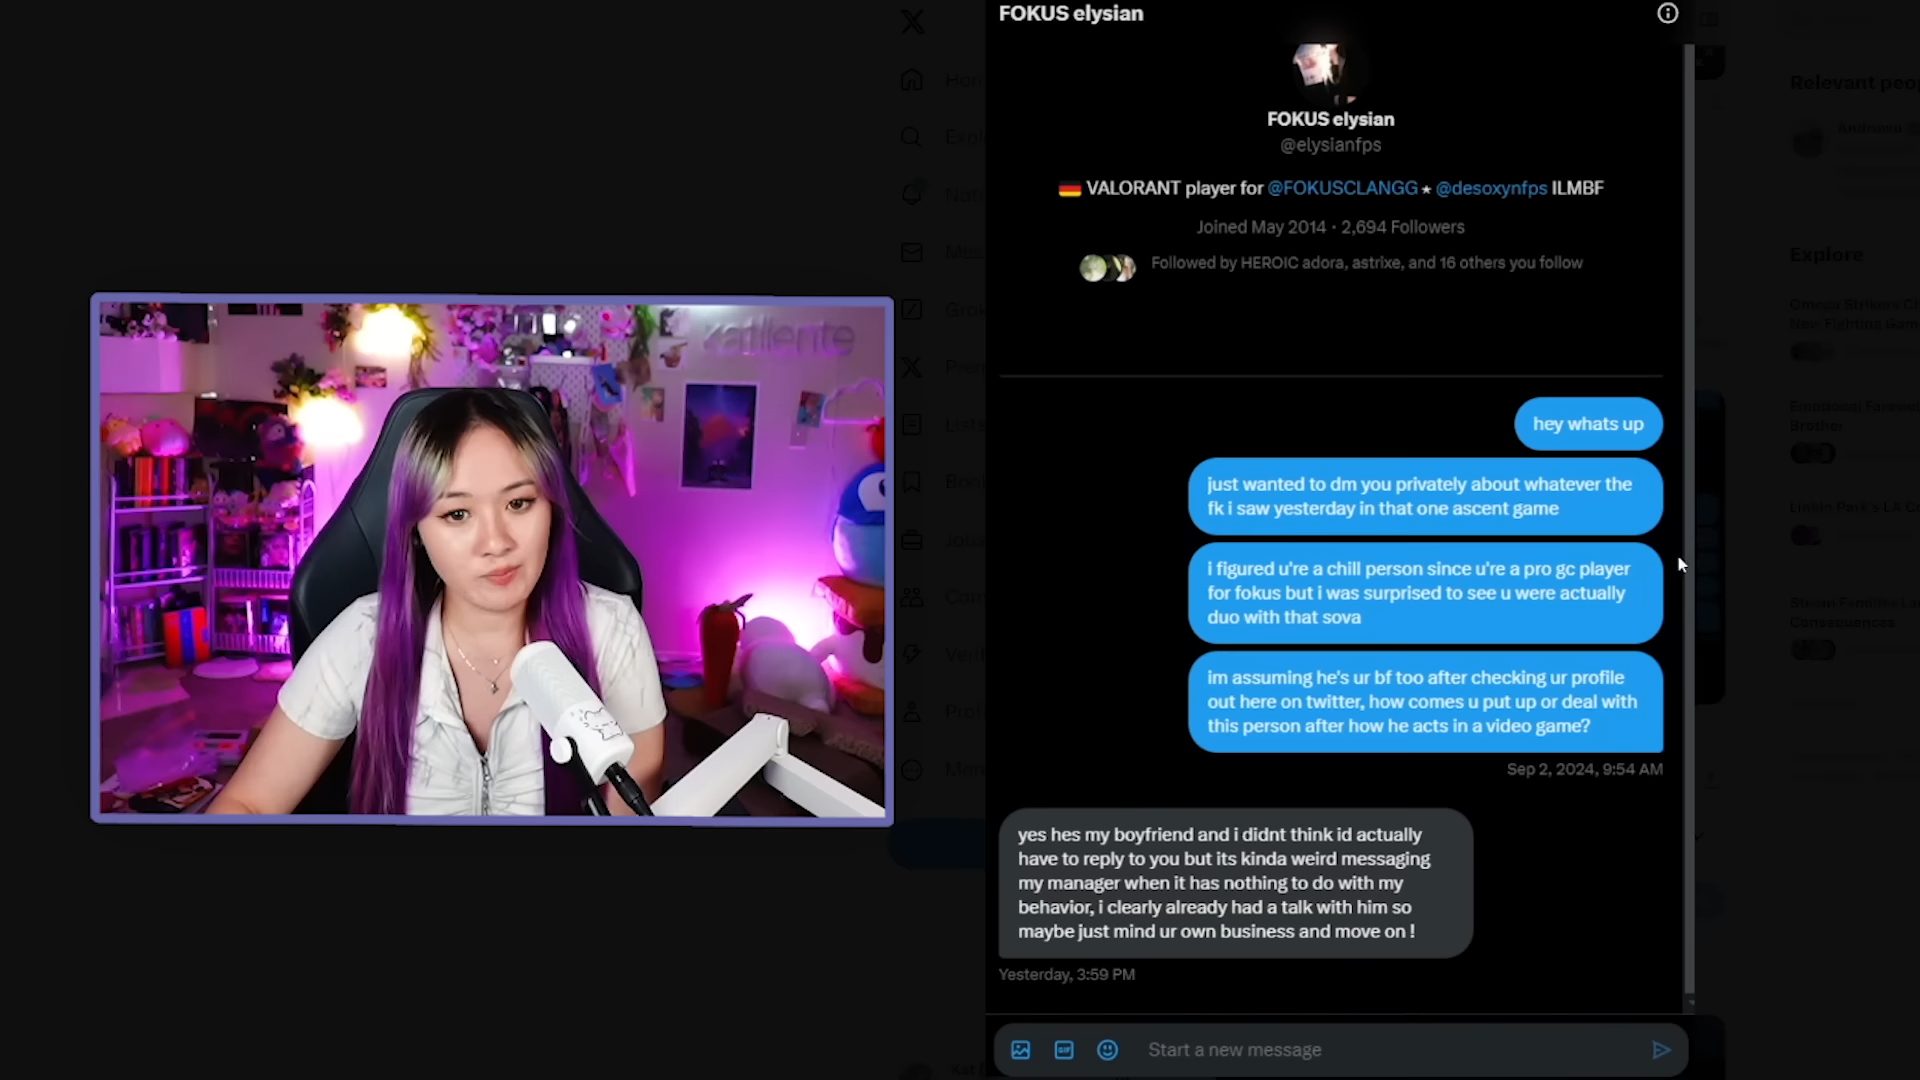 FOKUS elysian
FOKUS elysian
@elysianfps
VALORANT player for @FOKUSCLANGG ★ @desoxynfps ILMBF
Joined May 2014 · 2,694 Followers
Followed by HEROIC adora, astrixe, and 16 others you follow
hey whats up
just wanted to dm you privately about whatever the
fk i saw yesterday in that one ascent game
i figured u're a chill person since u're a pro gc player
for fokus but i was surprised to see u were actually
duo with that sova
im assuming he's ur bf too after checking ur profile
out here on twitter, how comes u put up or deal with
this person after how he acts in a video game?
Sep 2, 2024, 9:54 AM
yes hes my boyfriend and i didnt think id actually
have to reply to you but its kinda weird messaging
my manager when it has nothing to do with my
behavior, i clearly already had a talk with him so
maybe just mind ur own business and move on !
Yesterday, 3:59 PM
GIF
Start a new message
katliente
Lists
Relevant peo
Explore